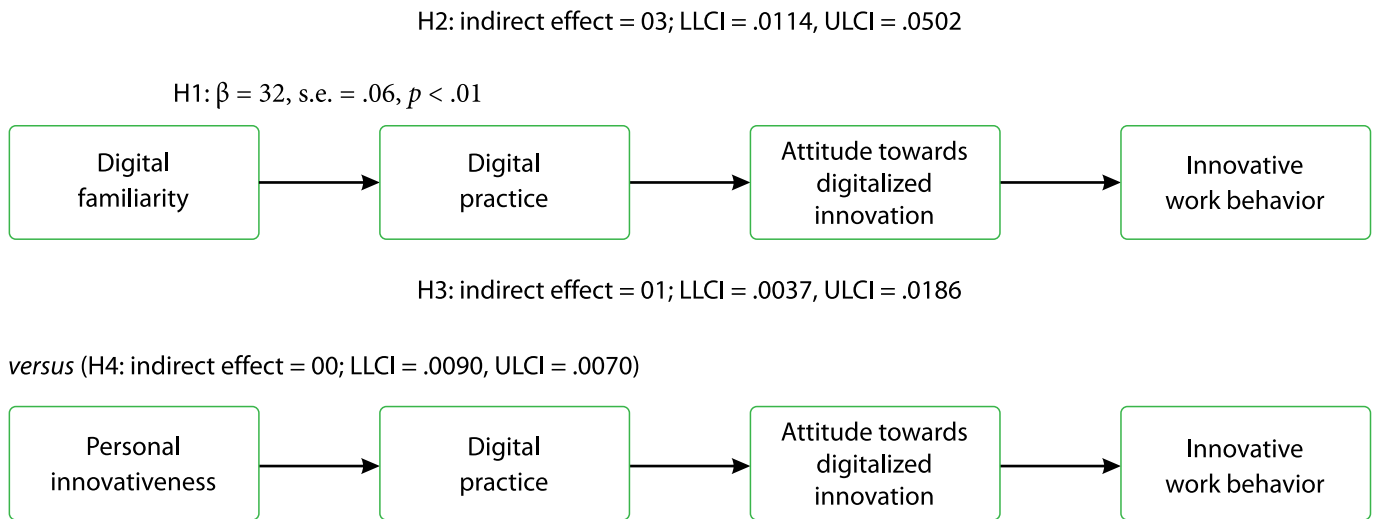 H2: indirect effect = 03; LLCI = .0114, ULCI = .0502
H1: β = 32, s.e. = .06, p < .01
Digital
familiarity
Digital
practice
Attitude towards
digitalized
innovation
Innovative
work behavior
H3: indirect effect = 01; LLCI = .0037, ULCI = .0186
versus (H4: indirect effect = 00; LLCI = .0090, ULCI = .0070)
Personal
innovativeness
Digital
practice
Attitude towards
digitalized
innovation
Innovative
work behavior